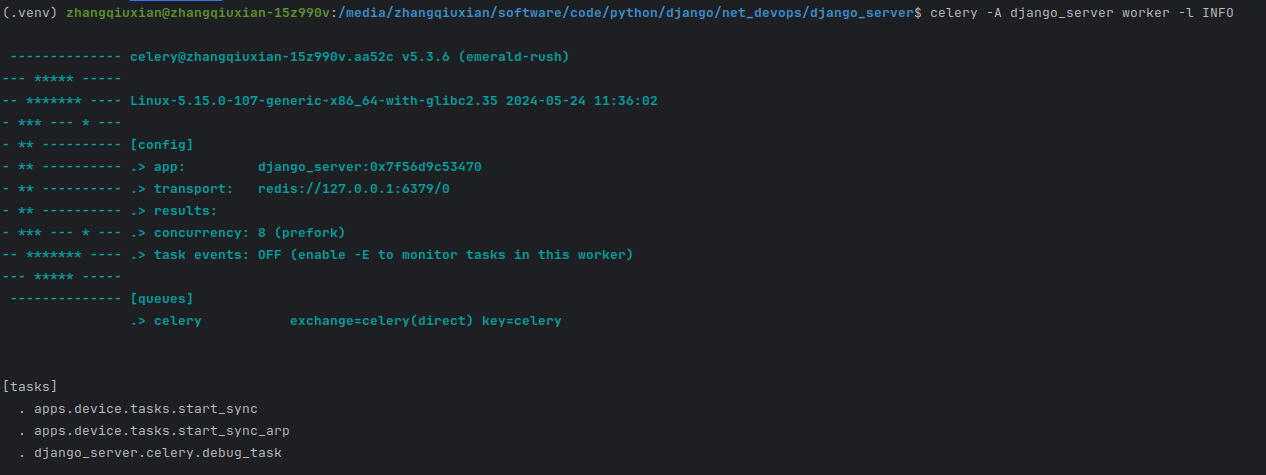 (.venv) zhangqiuxian@zhangqiuxian-15z990v:/media/zhangqiuxian/software/code/python/django/net_devops/django_server$ celery -A django_server worker -l INFO
 -------------- celery@zhangqiuxian-15z990v.aa52c v5.3.6 (emerald-rush)
--- ***** -----
-- ******* ---- Linux-5.15.0-107-generic-x86_64-with-glibc2.35 2024-05-24 11:36:02
- *** --- * ---
- ** ---------- [config]
- ** ---------- .> app:         django_server:0x7f56d9c53470
- ** ---------- .> transport:   redis://127.0.0.1:6379/0
- ** ---------- .> results:
- *** --- * --- .> concurrency: 8 (prefork)
-- ******* ---- .> task events: OFF (enable -E to monitor tasks in this worker)
--- ***** -----
 -------------- [queues]
                .> celery           exchange=celery(direct) key=celery
[tasks]
  . apps.device.tasks.start_sync
  . apps.device.tasks.start_sync_arp
  . django_server.celery.debug_task